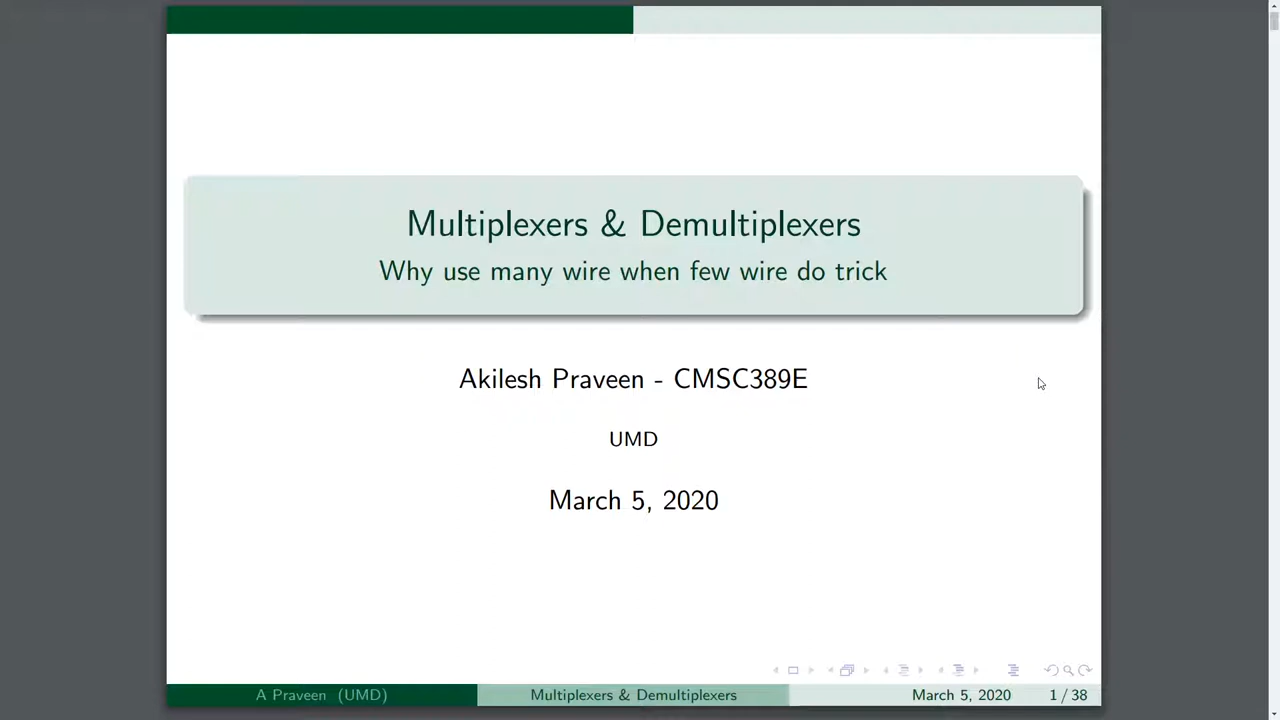 Multiplexers & Demultiplexers
Why use many wire when few wire do trick
Akilesh Praveen - CMSC389E
UMD
March 5, 2020
A Praveen (UMD)
Multiplexers & Demultiplexers
March 5, 2020
1 / 38